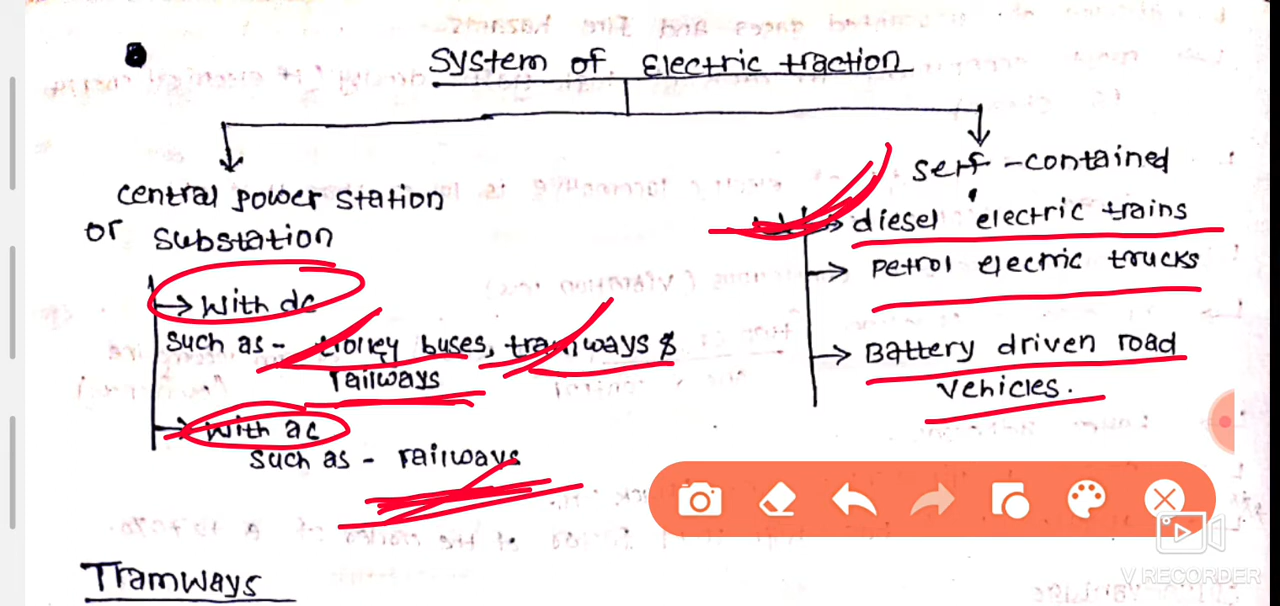 System of Electric traction
central power station
or substation
→ with dc
such as - trolley buses, tramways &
railways
→ with ac
such as - railways
self-contained
→ diesel electric trains
→ Petrol electric trucks
→ Battery driven road
vehicles.
Tramways
V RECORDER